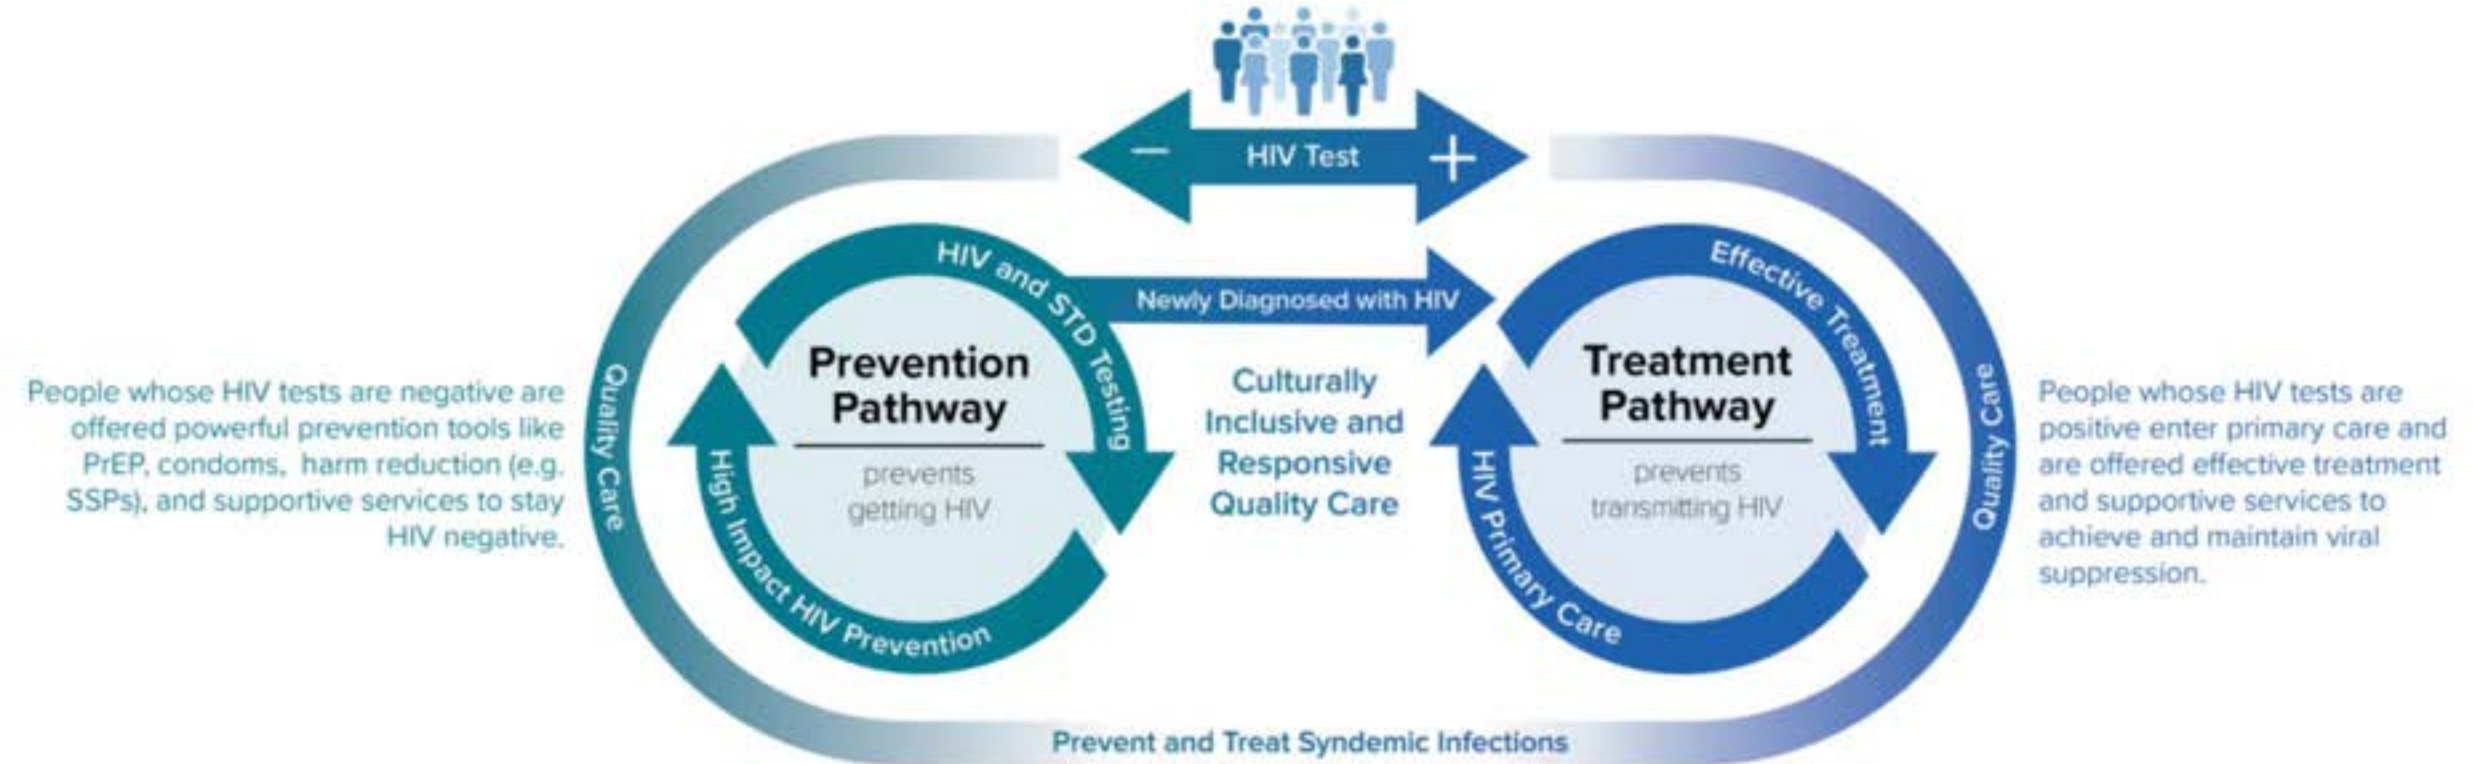 − HIV Test +
HIV and STD Testing
Newly Diagnosed with HIV
Effective Treatment
Prevention
Pathway
prevents
getting HIV
High Impact HIV Prevention
Culturally
Inclusive and
Responsive
Quality Care
Treatment
Pathway
prevents
transmitting HIV
HIV Primary Care
People whose HIV tests are negative are
offered powerful prevention tools like
PrEP, condoms, harm reduction (e.g.
SSPs), and supportive services to stay
HIV negative.
Quality Care
Quality Care
People whose HIV tests are
positive enter primary care and
are offered effective treatment
and supportive services to
achieve and maintain viral
suppression.
Prevent and Treat Syndemic Infections